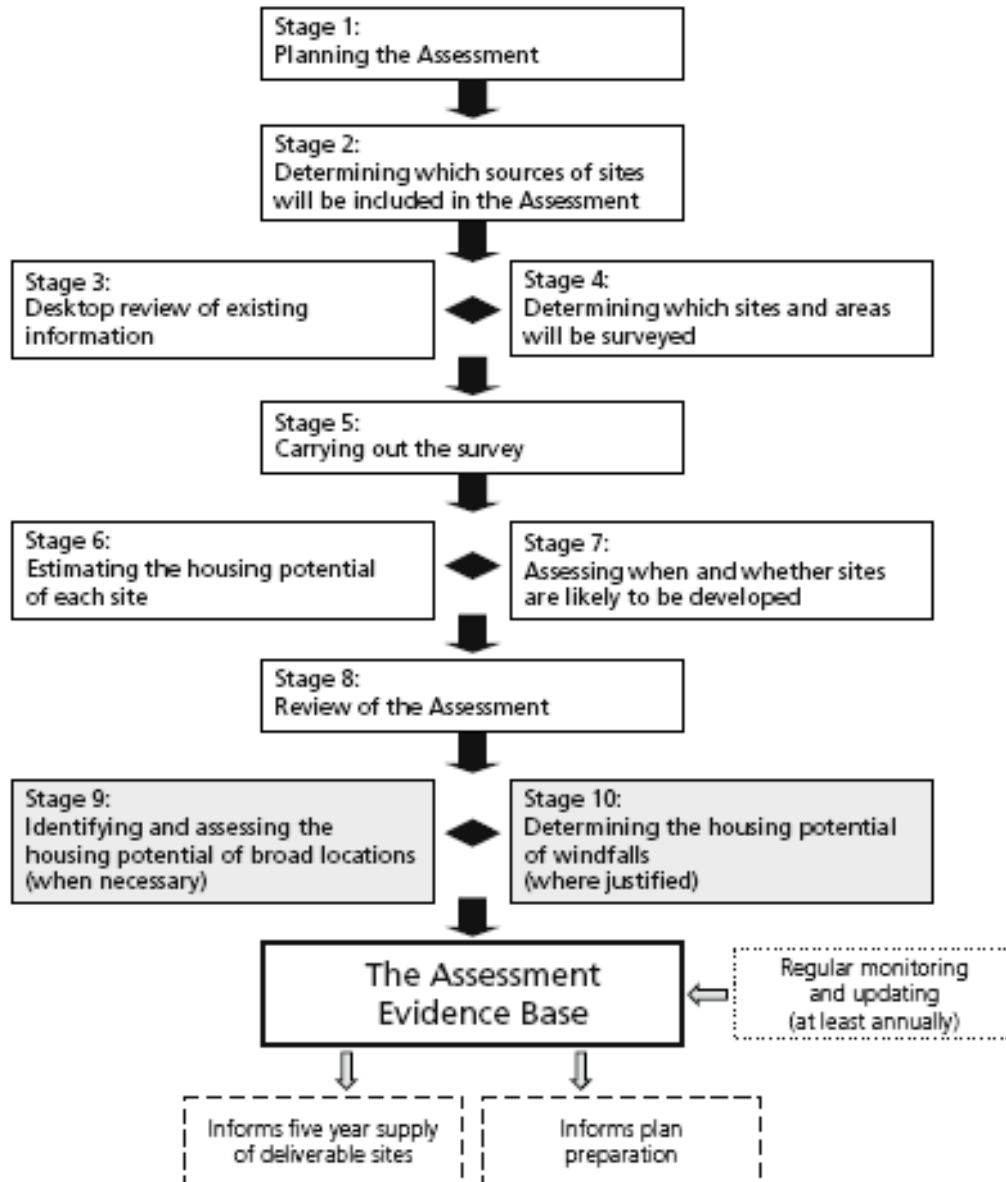 Stage 1:
Planning the Assessment
Stage 2:
Determining which sources of sites
will be included in the Assessment
Stage 3:
Desktop review of existing
information
Stage 4:
Determining which sites and areas
will be surveyed
Stage 5:
Carrying out the survey
Stage 6:
Estimating the housing potential
of each site
Stage 7:
Assessing when and whether sites
are likely to be developed
Stage 8:
Review of the Assessment
Stage 9:
Identifying and assessing the
housing potential of broad locations
(when necessary)
Stage 10:
Determining the housing potential
of windfalls
(where justified)
The Assessment
Evidence Base
Regular monitoring
and updating
(at least annually)
Informs five year supply
of deliverable sites
Informs plan
preparation